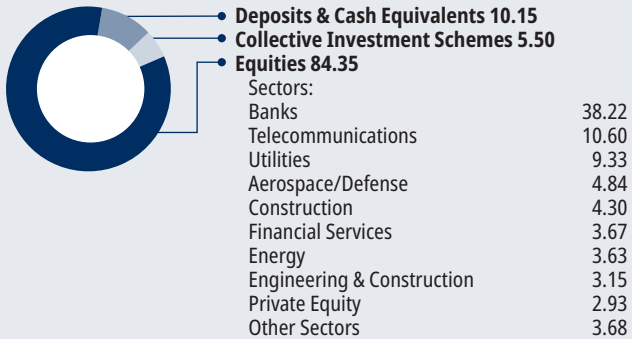 Deposits & Cash Equivalents 10.15
Collective Investment Schemes 5.50
Equities 84.35
Sectors:
Banks 38.22
Telecommunications 10.60
Utilities 9.33
Aerospace/Defense 4.84
Construction 4.30
Financial Services 3.67
Energy 3.63
Engineering & Construction 3.15
Private Equity 2.93
Other Sectors 3.68